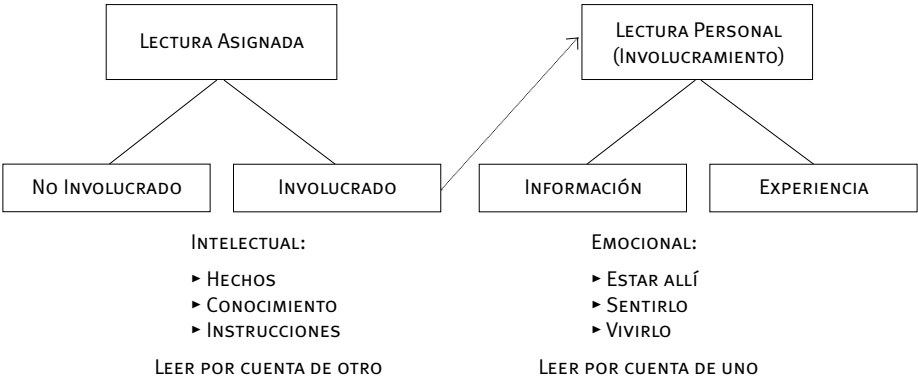 LECTURA ASIGNADA
LECTURA PERSONAL
(INVOLUCRAMIENTO)
NO INVOLUCRADO
INVOLUCRADO
INFORMACIÓN
EXPERIENCIA
INTELECTUAL:
► HECHOS
► CONOCIMIENTO
► INSTRUCCIONES
LEER POR CUENTA DE OTRO
EMOCIONAL:
► ESTAR ALLÍ
► SENTIRLO
► VIVIRLO
LEER POR CUENTA DE UNO